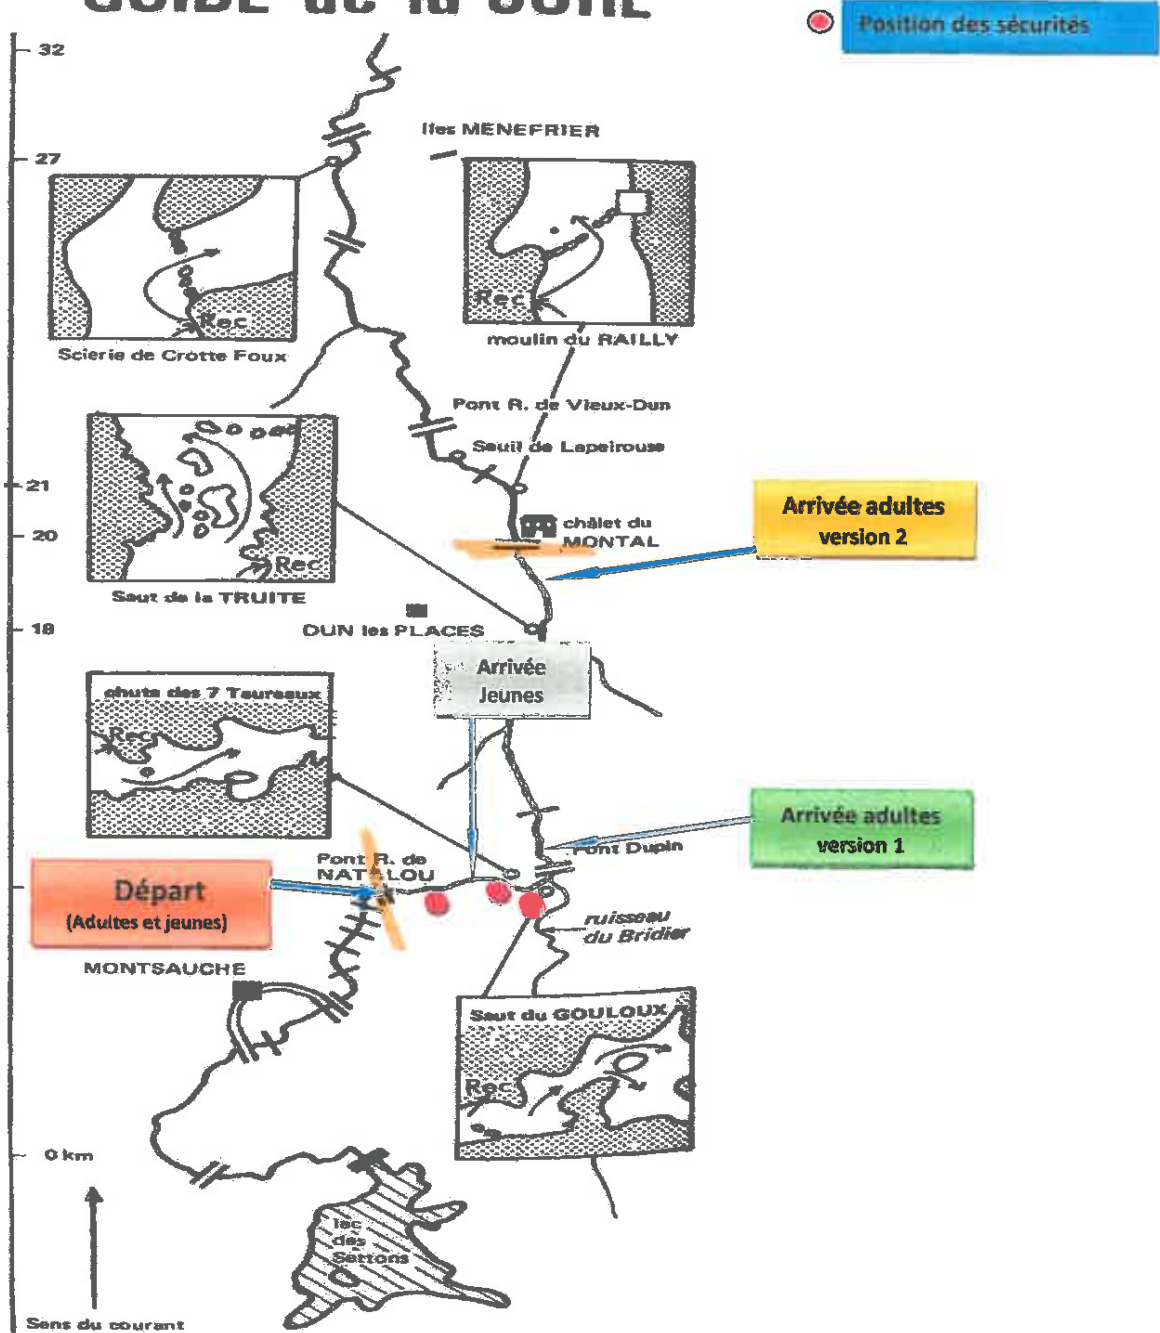 Position des sécurités
32
Iles MENEFRIER
27
Rec
Rec
moulin du RAILLY
Scierie de Crotte Foux
Pont R. de Vieux-Dun
Seuil de Lapeirouse
21
Arrivée adultes
version 2
20
châlet du
MONTAL
Rec
Saut de la TRUITE
DUN les PLACES
18
Arrivée
Jeunes
chute des 7 Taureaux
Rec
Arrivée adultes
version 1
Pont Dupin
Pont R. de
NATALOU
Départ
(Adultes et jeunes)
ruisseau
du Bridier
MONTSAUCHE
Saut du GOULOUX
Rec
0 km
lac
des
Settons
Sens du courant